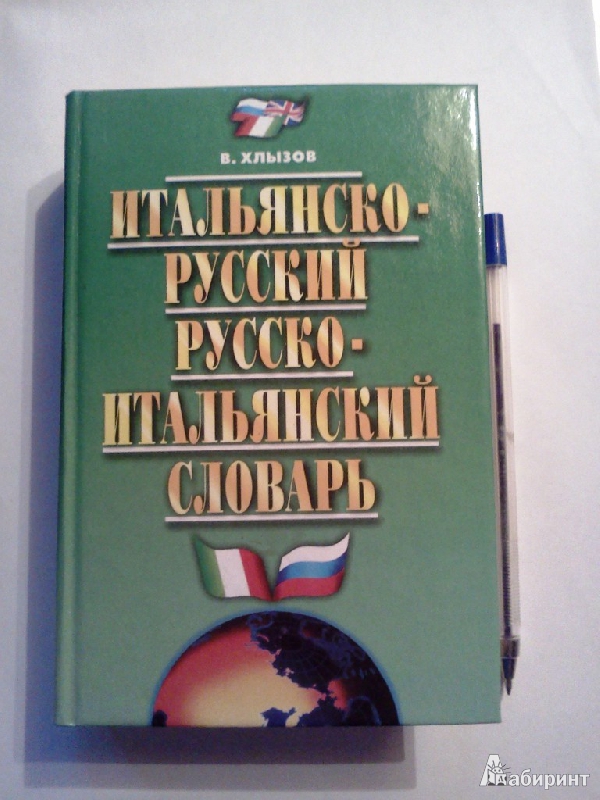 В. ХЛЫЗОВ
ИТАЛЬЯНСКО-
РУССКИЙ
РУССКО-
ИТАЛЬЯНСКИЙ
СЛОВАРЬ
Лабиринт